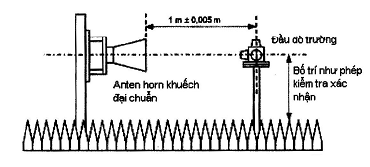 1 m ± 0,005 m
Đầu dò trường
Anten horn khuếch
đại chuẩn
Bố trí như phép
kiểm tra xác
nhận